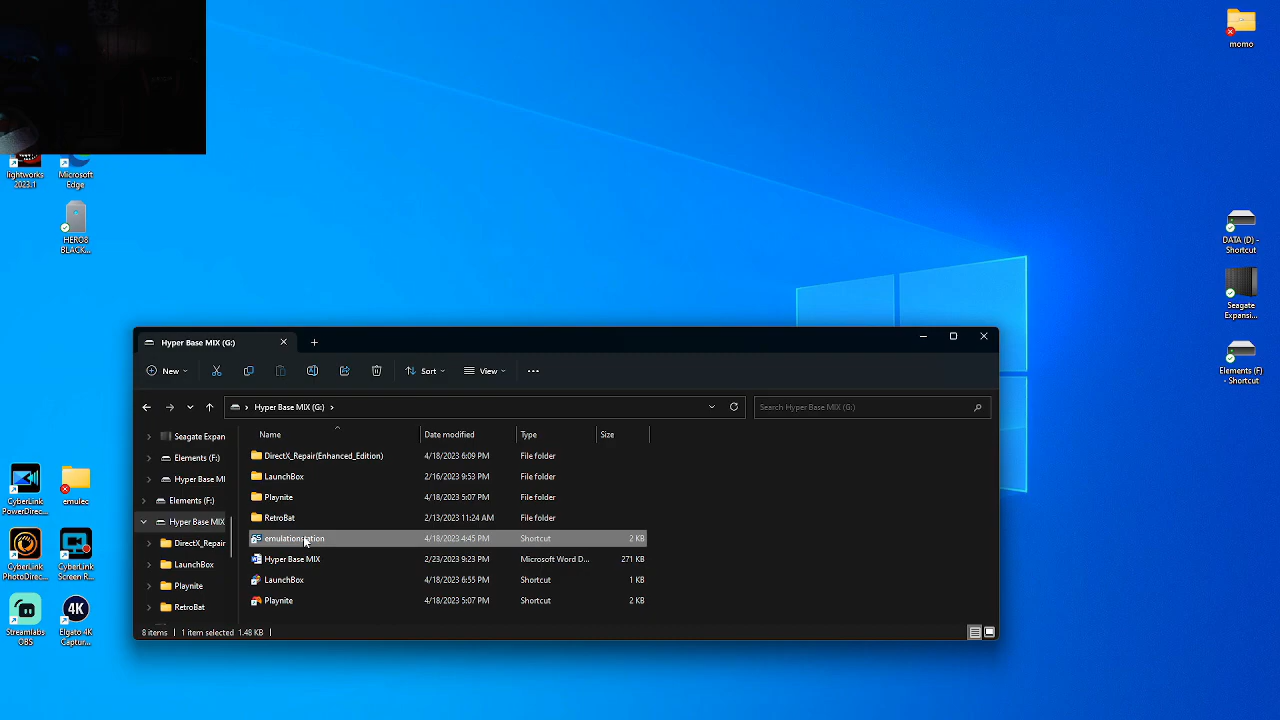 momo
lightworks
2023.1
Microsoft
Edge
HERO8
BLACK...
DATA (D) -
Shortcut
Seagate
Expansi...
Elements (F)
- Shortcut
CyberLink
PowerDirec...
emulec
CyberLink
PhotoDirec...
CyberLink
Screen R...
Streamlabs
OBS
4K
Elgato 4K
Captur...
Hyper Base MIX (G:)
New
Sort
View
Hyper Base MIX (G:)
Search Hyper Base MIX (G:)
Seagate Expan
Elements (F:)
Hyper Base MI
Elements (F:)
Hyper Base MIX
DirectX_Repair
LaunchBox
Playnite
RetroBat
Name Date modified Type Size
DirectX_Repair(Enhanced_Edition) 4/18/2023 6:09 PM File folder
LaunchBox 2/16/2023 9:53 PM File folder
Playnite 4/18/2023 5:07 PM File folder
RetroBat 2/13/2023 11:24 AM File folder
emulationstation 4/18/2023 4:45 PM Shortcut 2 KB
Hyper Base MIX 2/23/2023 9:23 PM Microsoft Word D... 271 KB
LaunchBox 4/18/2023 6:55 PM Shortcut 1 KB
Playnite 4/18/2023 5:07 PM Shortcut 2 KB
8 items 1 item selected 1.48 KB